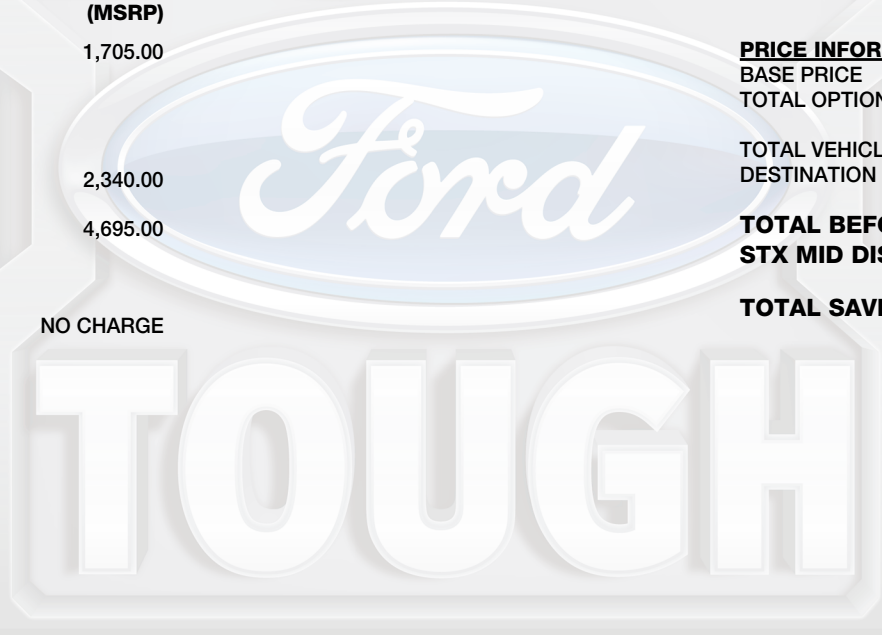 (MSRP)
1,705.00
2,340.00
4,695.00
NO CHARGE
PRICE INFOR
BASE PRICE
TOTAL OPTION
TOTAL VEHICL
DESTINATION
TOTAL BEFO
STX MID DIS
TOTAL SAVI
Ford
TOUGH